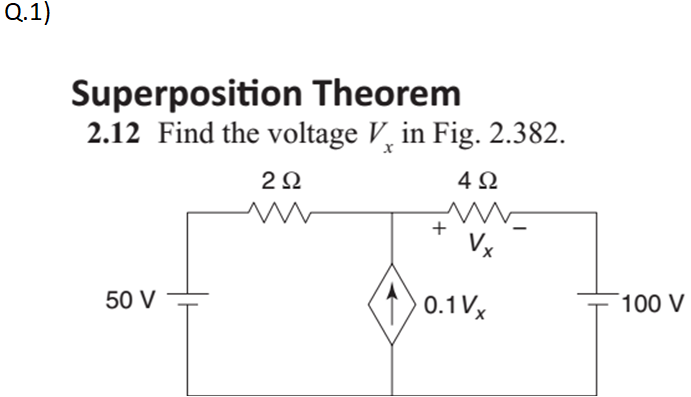 Q.1)
Superposition Theorem
2.12 Find the voltage Vx in Fig. 2.382.
2 Ω 4 Ω
+ Vx −
50 V 0.1Vx 100 V